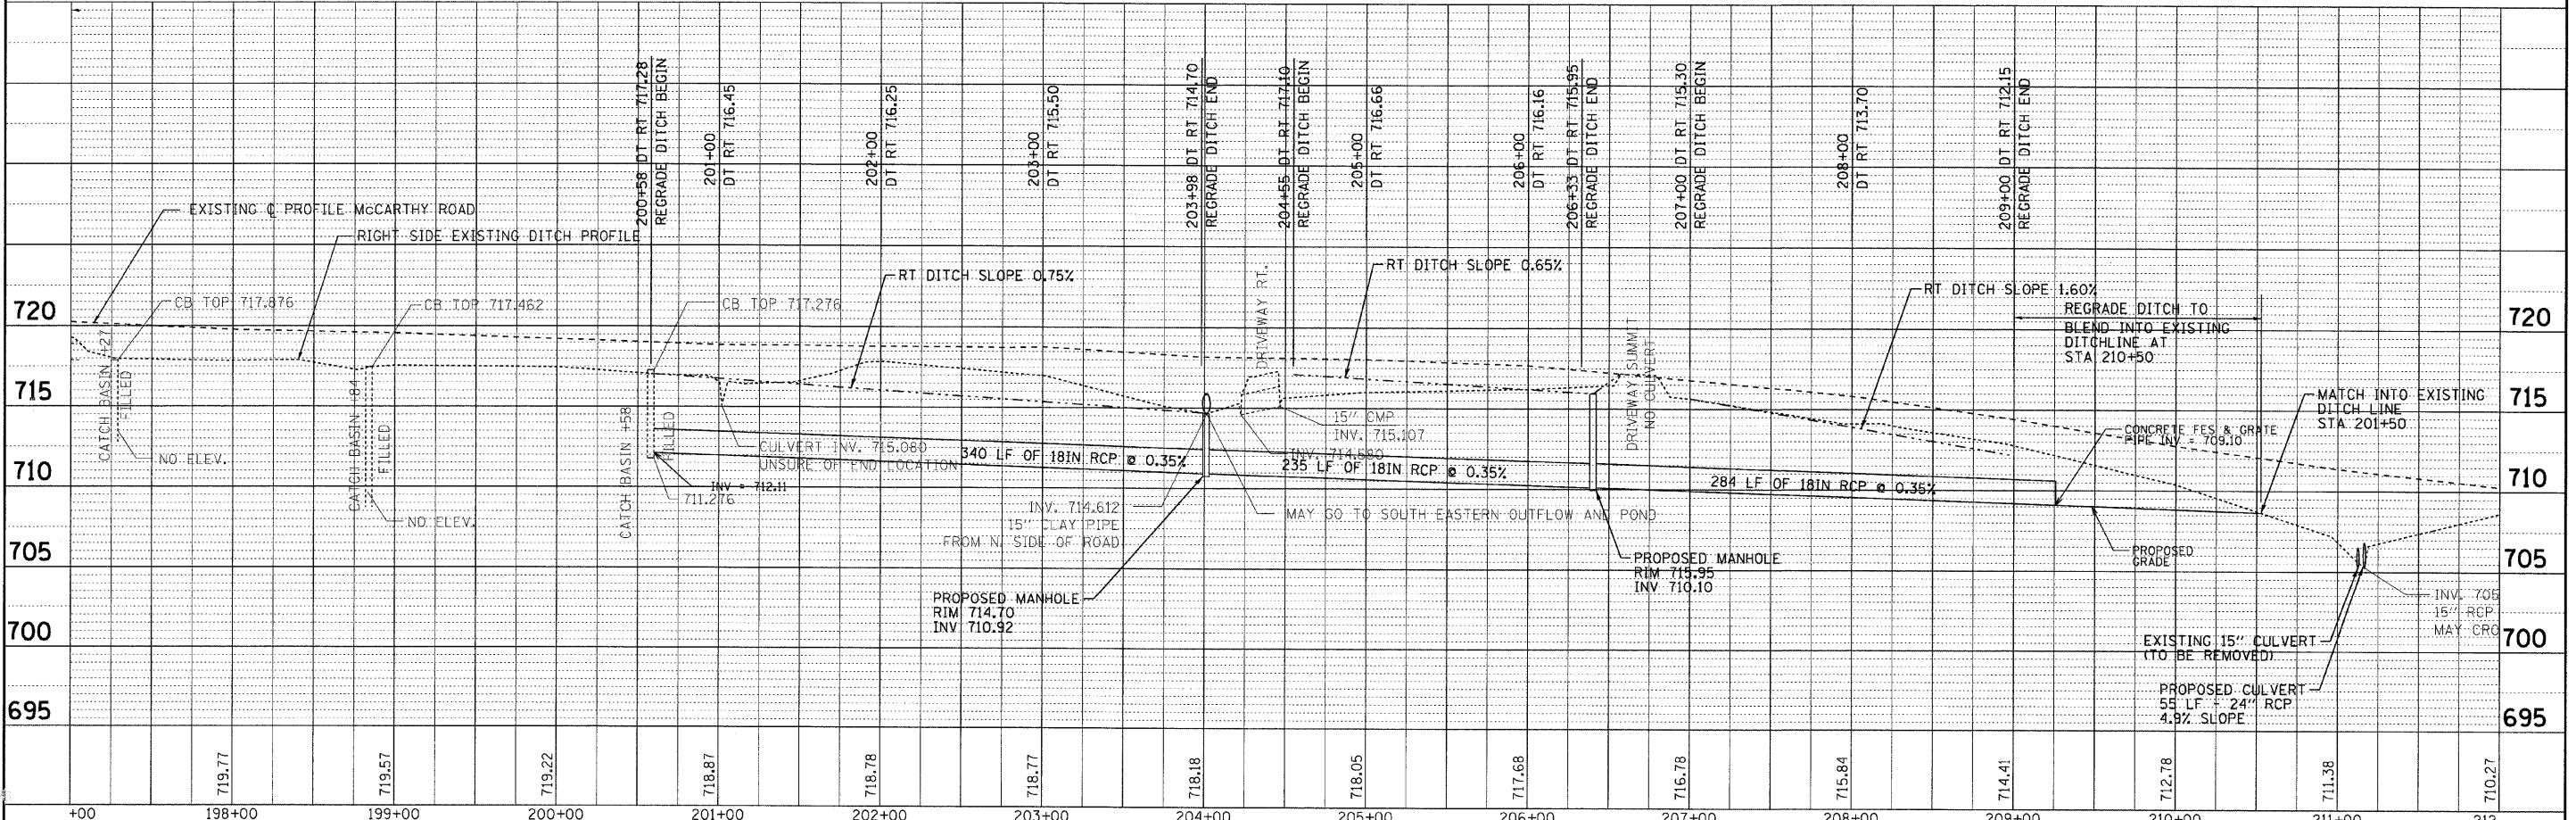 200+58 DT RT 717.28
REGRADE DITCH BEGIN
201+00
DT RT 716.45
202+00
DT RT 716.25
203+00
DT RT 715.50
203+98 DT RT 714.70
REGRADE DITCH END
204+55 DT RT 717.10
REGRADE DITCH BEGIN
205+00
DT RT 716.66
206+00
DT RT 716.16
206+33 DT RT 715.95
REGRADE DITCH END
207+00 DT RT 715.30
REGRADE DITCH BEGIN
208+00
DT RT 713.70
209+00 DT RT 712.15
REGRADE DITCH END
EXISTING ℄ PROFILE McCARTHY ROAD
RIGHT SIDE EXISTING DITCH PROFILE
RT DITCH SLOPE 0.75%
RT DITCH SLOPE 0.65%
RT DITCH SLOPE 1.60%
CB TOP 717.876
CB TOP 717.462
CB TOP 717.276
DRIVEWAY RT.
DRIVEWAY SUMMIT
NO CULVERT
REGRADE DITCH TO
BLEND INTO EXISTING
DITCHLINE AT
STA 210+50
720
720
715
715
710
710
705
705
700
700
695
695
CATCH BASIN +27
FILLED
NO ELEV.
CATCH BASIN +84
FILLED
NO ELEV.
CATCH BASIN +58
FILLED
CULVERT INV. 715.080
UNSURE OF END LOCATION
INV = 712.11
711.276
340 LF OF 18IN RCP @ 0.35%
15" CMP
INV. 715.107
INV. 714.580
235 LF OF 18IN RCP @ 0.35%
284 LF OF 18IN RCP @ 0.35%
INV. 714.612
15" CLAY PIPE
FROM N. SIDE OF ROAD
MAY GO TO SOUTH EASTERN OUTFLOW AND POND
PROPOSED MANHOLE
RIM 714.70
INV 710.92
PROPOSED MANHOLE
RIM 715.95
INV 710.10
MATCH INTO EXISTING
DITCH LINE
STA 201+50
CONCRETE FES & GRATE
PIPE INV = 709.10
PROPOSED
GRADE
INV. 705
15" RCP
MAY CRO
EXISTING 15" CULVERT
(TO BE REMOVED)
PROPOSED CULVERT
55 LF - 24" RCP
4.9% SLOPE
719.77
719.57
719.22
718.87
718.78
718.77
718.18
718.05
717.68
716.78
715.84
714.41
712.78
711.38
710.27
+00
198+00
199+00
200+00
201+00
202+00
203+00
204+00
205+00
206+00
207+00
208+00
209+00
210+00
211+00
212